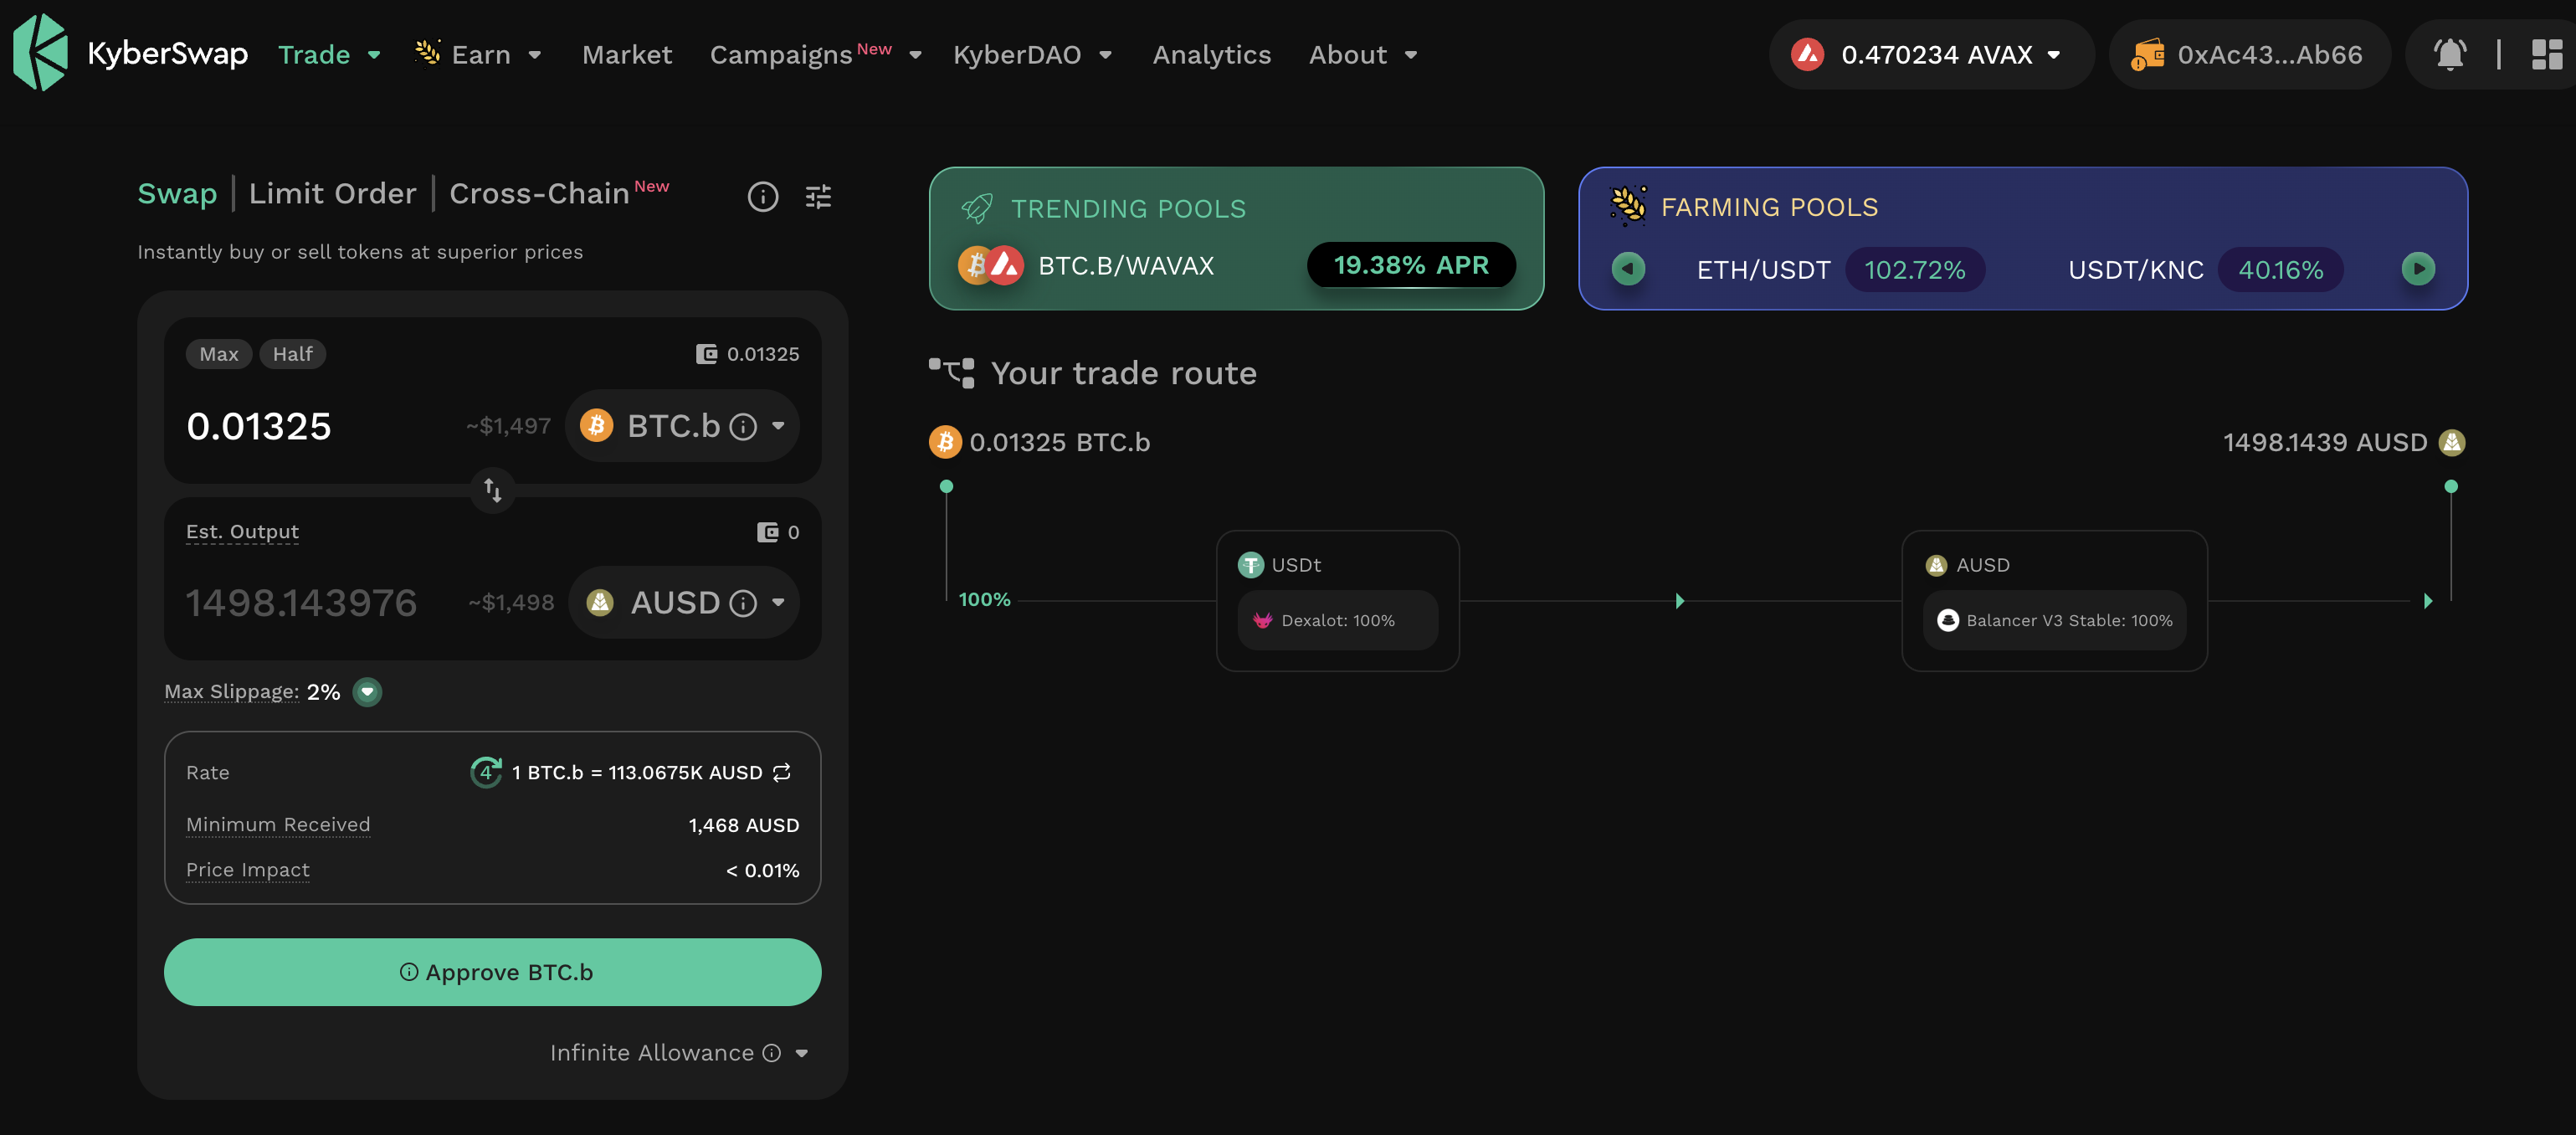 KyberSwap Trade Earn Market Campaigns New KyberDAO Analytics About 0.470234 AVAX 0xAc43...Ab66
Swap | Limit Order | Cross-Chain New
Instantly buy or sell tokens at superior prices
Max Half 0.01325
0.01325 ~$1,497 BTC.b
Est. Output 0
1498.143976 ~$1,498 AUSD
Max Slippage: 2%
Rate 4 1 BTC.b = 113.0675K AUSD
Minimum Received 1,468 AUSD
Price Impact < 0.01%
Approve BTC.b
Infinite Allowance
TRENDING POOLS
BTC.B/WAVAX 19.38% APR
FARMING POOLS
ETH/USDT 102.72% USDT/KNC 40.16%
Your trade route
0.01325 BTC.b 1498.1439 AUSD
100%
USDt
Dexalot: 100%
AUSD
Balancer V3 Stable: 100%